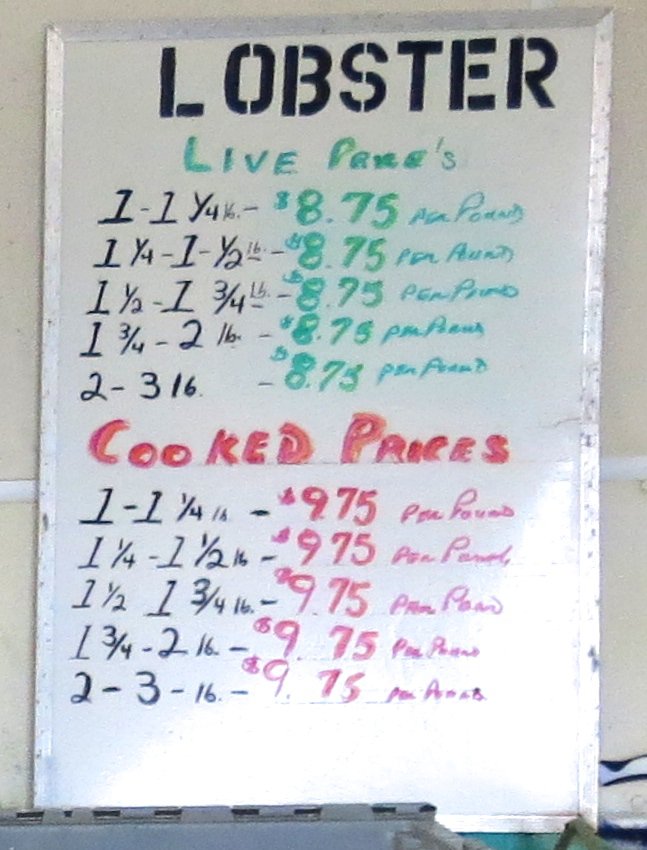 LOBSTER
LIVE PRICE'S
1-1 1/4 lb. - $8.75 PER POUND
1 1/4 - 1 - 1/2 lb. - $8.75 PER POUND
1 1/2 - 1 3/4 lb. - $8.75 PER POUND
1 3/4 - 2 lb. - $8.75 PER POUND
2 - 3 lb. - $8.75 PER POUND
COOKED PRICES
1-1 1/4 lb - $9.75 PER POUND
1 1/4 - 1 1/2 lb - $9.75 PER POUND
1 1/2 1 3/4 lb. - $9.75 PER POUND
1 3/4 - 2 lb. - $9.75 PER POUND
2 - 3 - lb. - $9.75 PER POUND